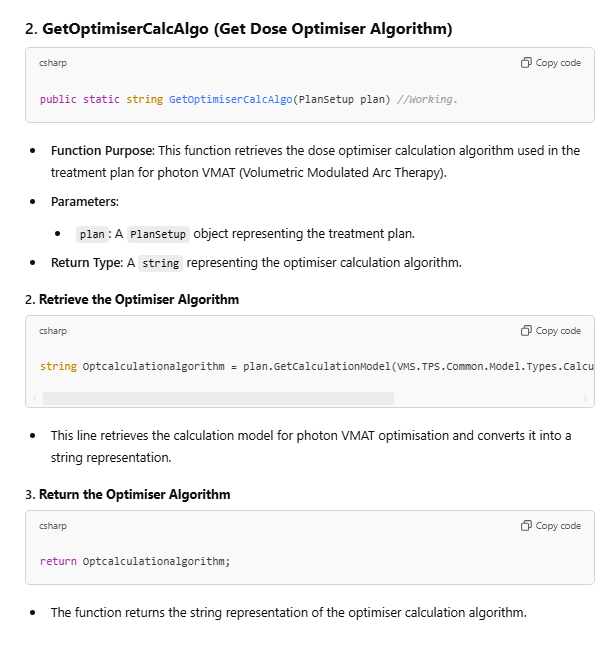 2. GetOptimiserCalcAlgo (Get Dose Optimiser Algorithm)
csharp
Copy code
public static string GetOptimiserCalcAlgo(PlanSetup plan) //Working.
• Function Purpose: This function retrieves the dose optimiser calculation algorithm used in the
treatment plan for photon VMAT (Volumetric Modulated Arc Therapy).
• Parameters:
• plan : A PlanSetup object representing the treatment plan.
• Return Type: A string representing the optimiser calculation algorithm.
2. Retrieve the Optimiser Algorithm
csharp
Copy code
string Optcalculationalgorithm = plan.GetCalculationModel(VMS.TPS.Common.Model.Types.Calcu
• This line retrieves the calculation model for photon VMAT optimisation and converts it into a
string representation.
3. Return the Optimiser Algorithm
csharp
Copy code
return Optcalculationalgorithm;
• The function returns the string representation of the optimiser calculation algorithm.